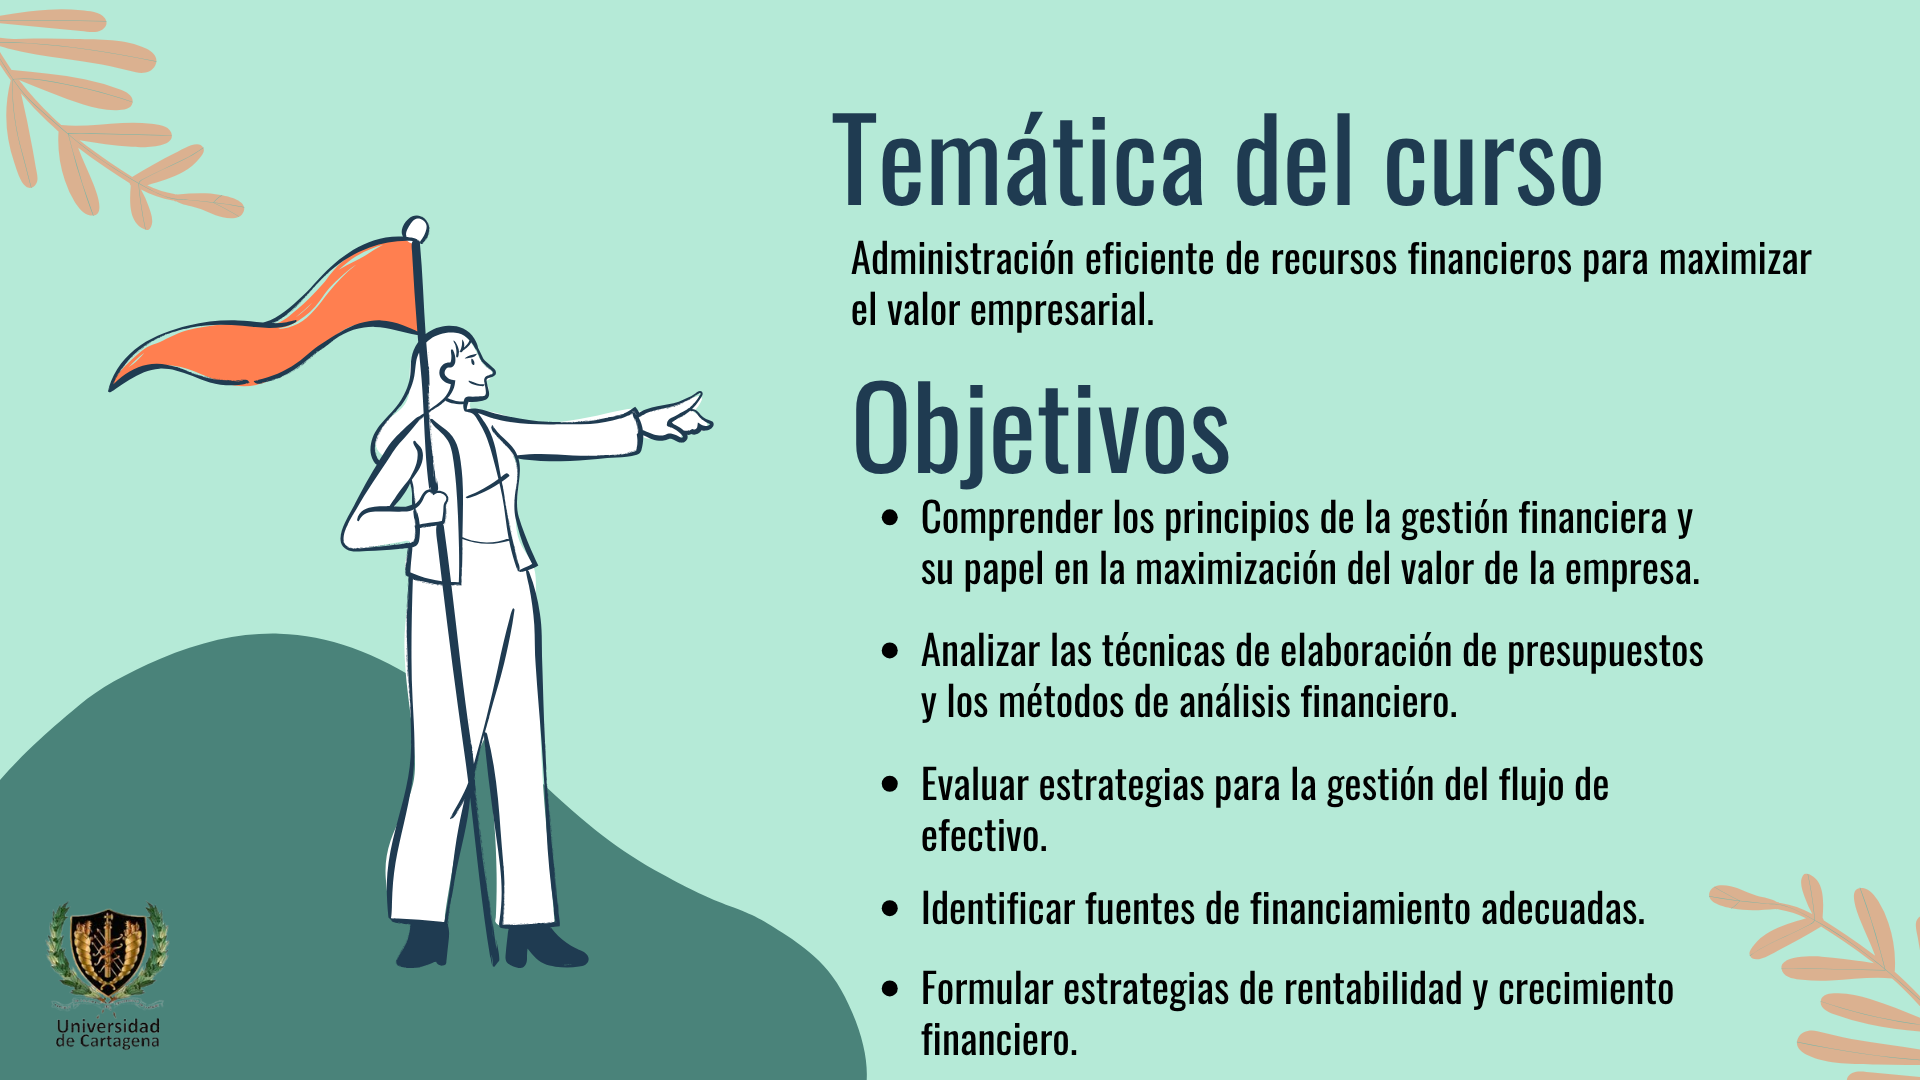 Temática del curso
Administración eficiente de recursos financieros para maximizar
el valor empresarial.
Objetivos
• Comprender los principios de la gestión financiera y
su papel en la maximización del valor de la empresa.
• Analizar las técnicas de elaboración de presupuestos
y los métodos de análisis financiero.
• Evaluar estrategias para la gestión del flujo de
efectivo.
• Identificar fuentes de financiamiento adecuadas.
• Formular estrategias de rentabilidad y crecimiento
financiero.
Universidad
de Cartagena